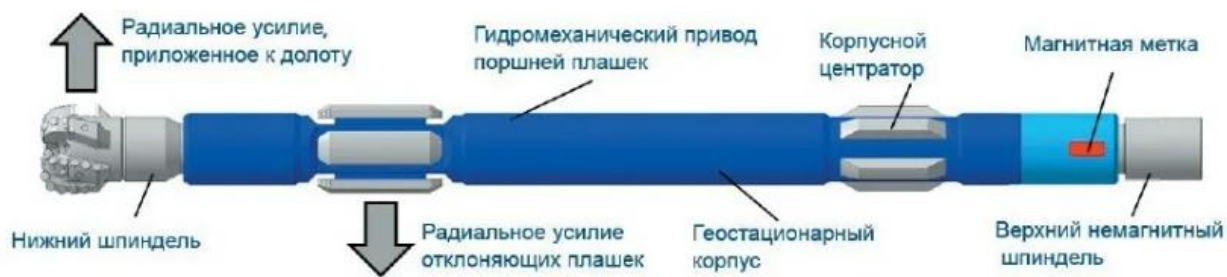 Радиальное усилие,
приложенное к долоту
Гидромеханический привод
поршней плашек
Корпусной
центратор
Магнитная метка
Нижний шпиндель
Радиальное усилие
отклоняющих плашек
Геостационарный
корпус
Верхний немагнитный
шпиндель